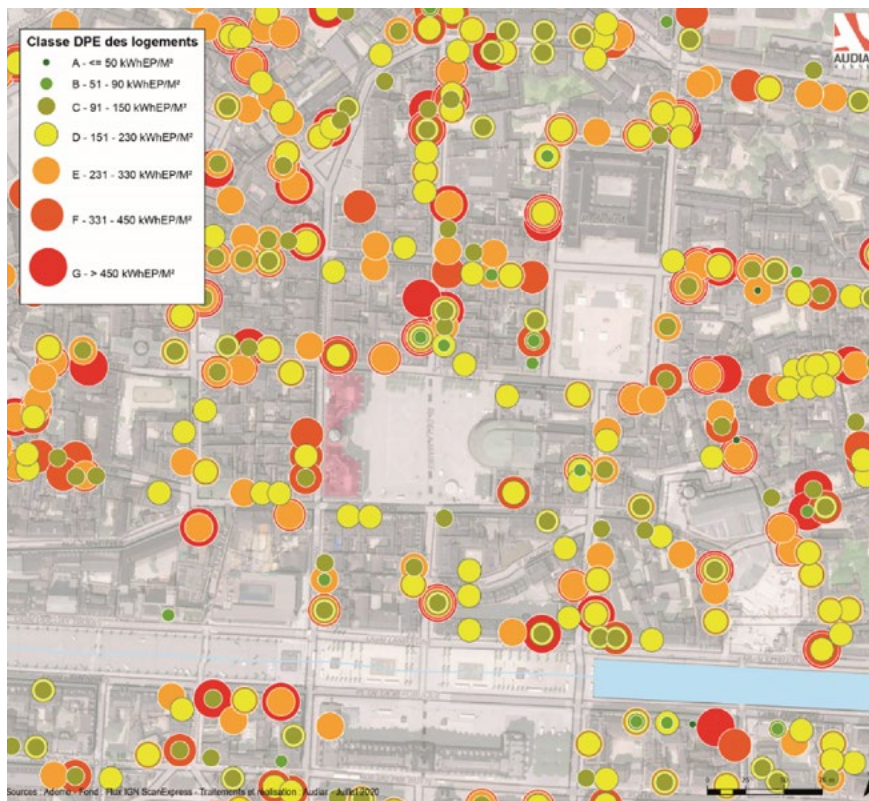 Classe DPE des logements
A - <= 50 kWhEP/M²
B - 51 - 90 kWhEP/M²
C - 91 - 150 kWhEP/M²
D - 151 - 230 kWhEP/M²
E - 231 - 330 kWhEP/M²
F - 331 - 450 kWhEP/M²
G - > 450 kWhEP/M²
AUDIAR
RENNES
Sources : Ademe - Fond : Flux IGN ScanExpress - Traitements et réalisation : Audiar - Juillet 2020